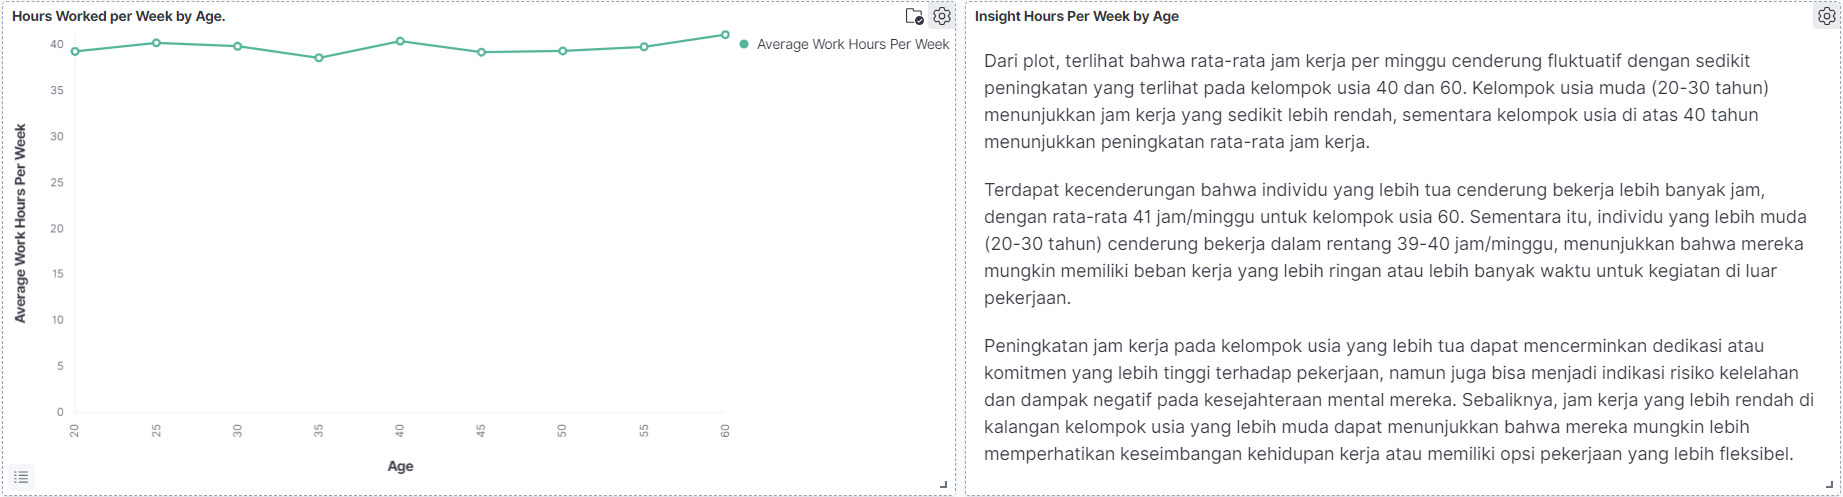 Hours Worked per Week by Age.
40
35
30
25
20
15
10
5
0
Average Work Hours Per Week
20
25
30
35
40
45
50
55
60
Age
Average Work Hours Per Week
Insight Hours Per Week by Age
Dari plot, terlihat bahwa rata-rata jam kerja per minggu cenderung fluktuatif dengan sedikit
peningkatan yang terlihat pada kelompok usia 40 dan 60. Kelompok usia muda (20-30 tahun)
menunjukkan jam kerja yang sedikit lebih rendah, sementara kelompok usia di atas 40 tahun
menunjukkan peningkatan rata-rata jam kerja.
Terdapat kecenderungan bahwa individu yang lebih tua cenderung bekerja lebih banyak jam,
dengan rata-rata 41 jam/minggu untuk kelompok usia 60. Sementara itu, individu yang lebih muda
(20-30 tahun) cenderung bekerja dalam rentang 39-40 jam/minggu, menunjukkan bahwa mereka
mungkin memiliki beban kerja yang lebih ringan atau lebih banyak waktu untuk kegiatan di luar
pekerjaan.
Peningkatan jam kerja pada kelompok usia yang lebih tua dapat mencerminkan dedikasi atau
komitmen yang lebih tinggi terhadap pekerjaan, namun juga bisa menjadi indikasi risiko kelelahan
dan dampak negatif pada kesejahteraan mental mereka. Sebaliknya, jam kerja yang lebih rendah di
kalangan kelompok usia yang lebih muda dapat menunjukkan bahwa mereka mungkin lebih
memperhatikan keseimbangan kehidupan kerja atau memiliki opsi pekerjaan yang lebih fleksibel.